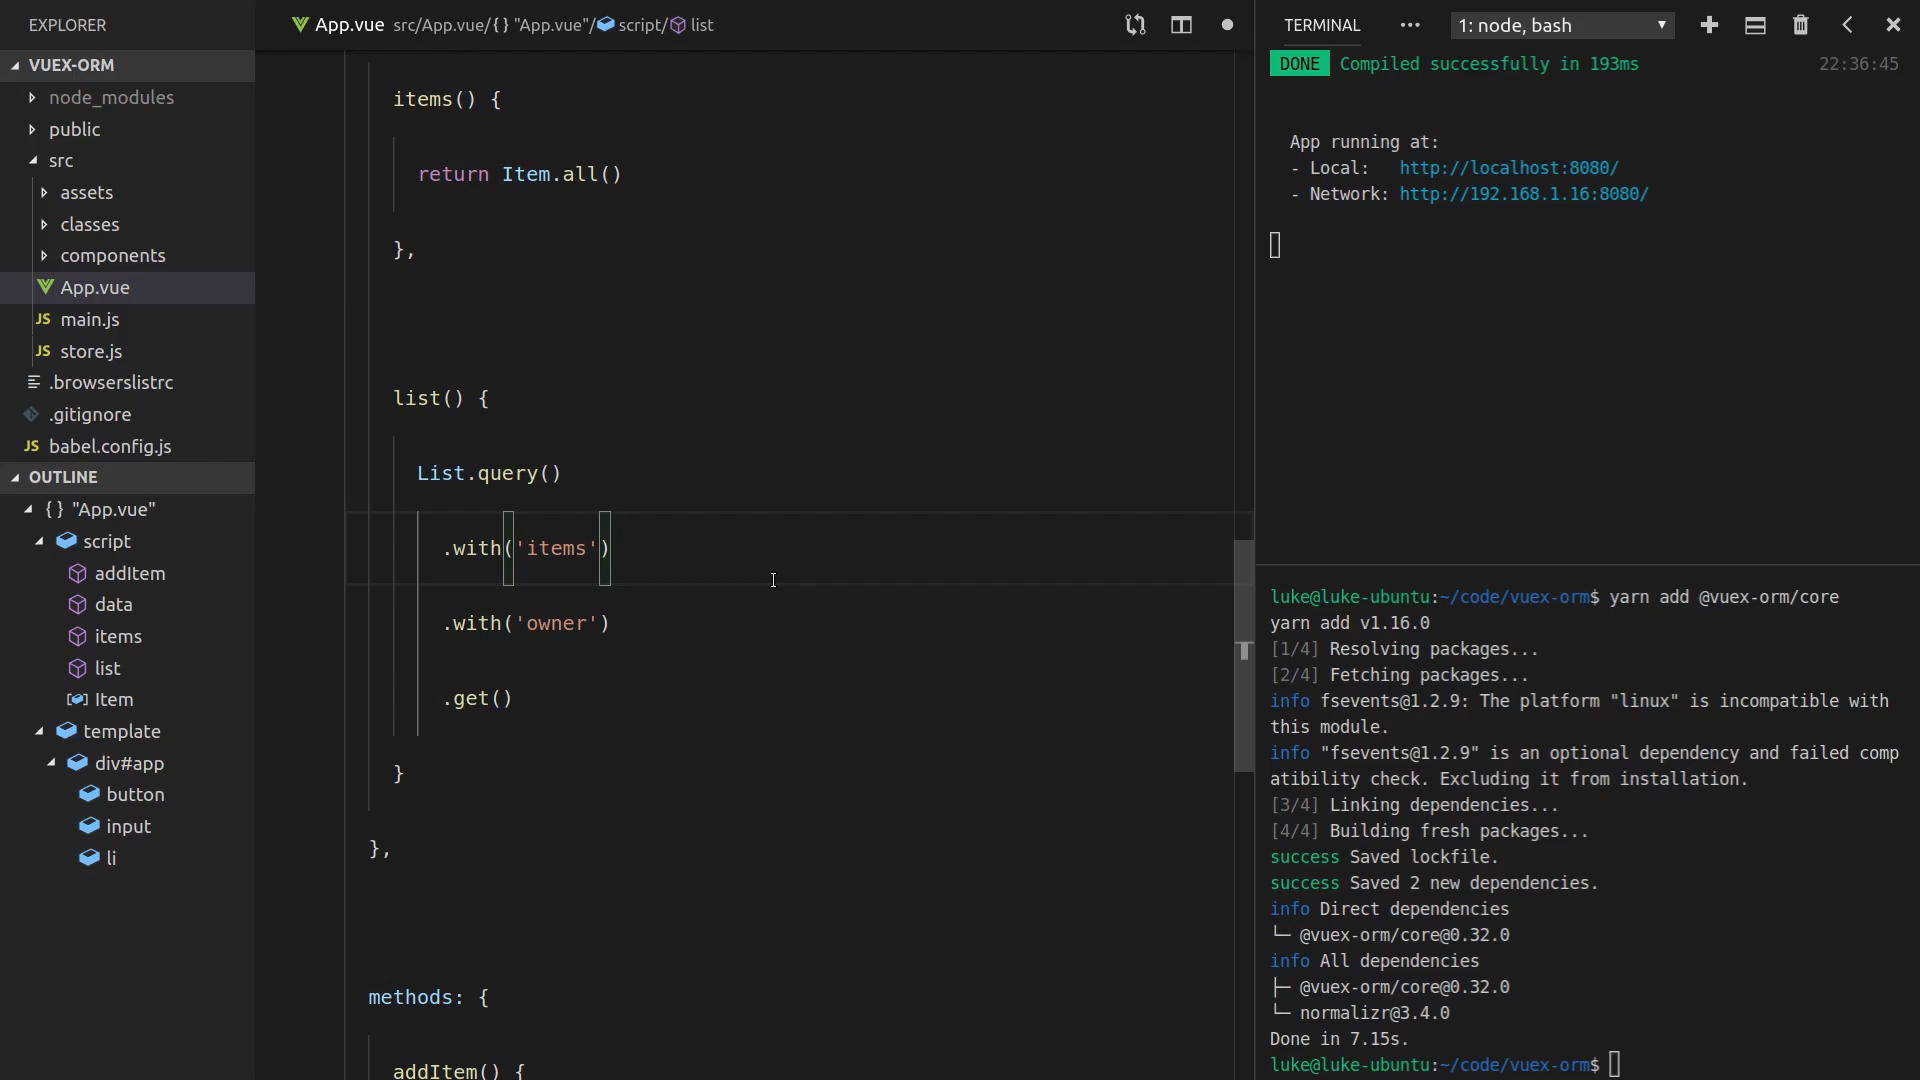 EXPLORER
VUEX-ORM
node_modules
public
src
assets
classes
components
App.vue
JS main.js
JS store.js
.browserslistrc
.gitignore
JS babel.config.js
OUTLINE
{ } "App.vue"
script
addItem
data
items
list
Item
template
div#app
button
input
li
App.vue src/App.vue/{ } "App.vue"/ script/ list
items() {
return Item.all()
},
list() {
List.query()
.with('items')
.with('owner')
.get()
}
},
methods: {
addItem() {
TERMINAL
1: node, bash
DONE Compiled successfully in 193ms 22:36:45
App running at:
- Local: http://localhost:8080/
- Network: http://192.168.1.16:8080/
luke@luke-ubuntu:~/code/vuex-orm$ yarn add @vuex-orm/core
yarn add v1.16.0
[1/4] Resolving packages...
[2/4] Fetching packages...
info fsevents@1.2.9: The platform "linux" is incompatible with
this module.
info "fsevents@1.2.9" is an optional dependency and failed comp
atibility check. Excluding it from installation.
[3/4] Linking dependencies...
[4/4] Building fresh packages...
success Saved lockfile.
success Saved 2 new dependencies.
info Direct dependencies
└─ @vuex-orm/core@0.32.0
info All dependencies
├─ @vuex-orm/core@0.32.0
└─ normalizr@3.4.0
Done in 7.15s.
luke@luke-ubuntu:~/code/vuex-orm$